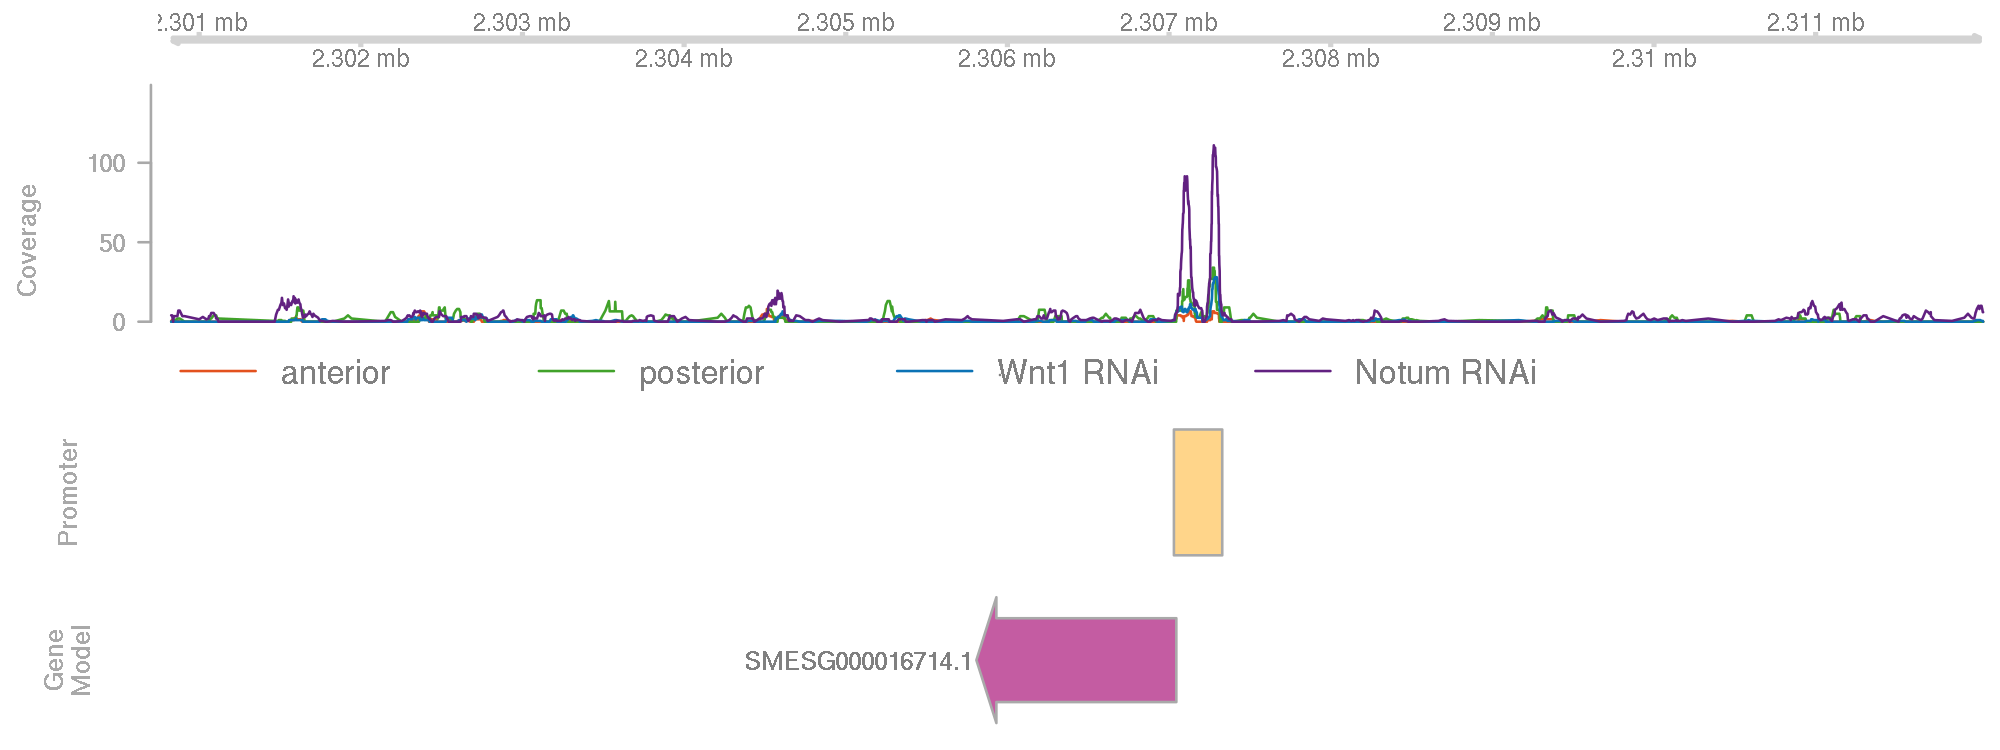 2.301 mb 2.303 mb 2.305 mb 2.307 mb 2.309 mb 2.311 mb
2.302 mb 2.304 mb 2.306 mb 2.308 mb 2.31 mb
Coverage
100
50
0
anterior posterior Wnt1 RNAi Notum RNAi
Promoter
Gene
Model
SMESG000016714.1